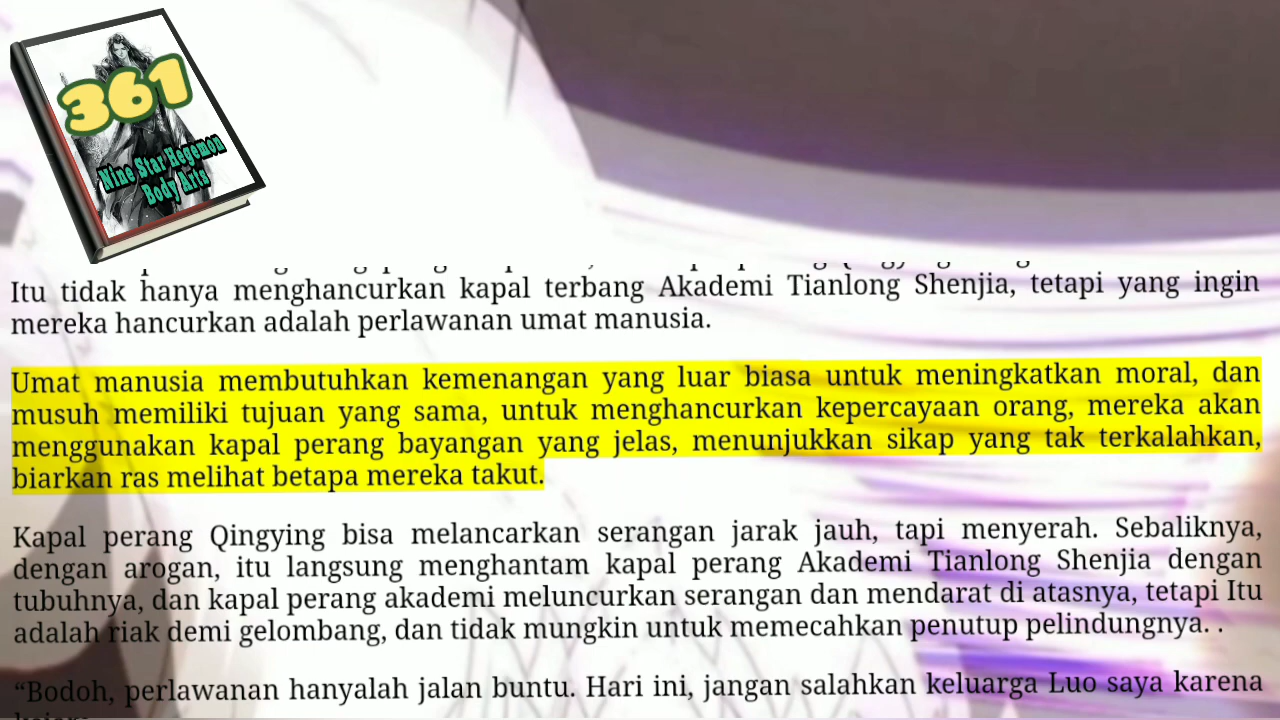 361
Nine Star Hegemon
Body Arts
Itu tidak hanya menghancurkan kapal terbang Akademi Tianlong Shenjia, tetapi yang ingin
mereka hancurkan adalah perlawanan umat manusia.
Umat manusia membutuhkan kemenangan yang luar biasa untuk meningkatkan moral, dan
musuh memiliki tujuan yang sama, untuk menghancurkan kepercayaan orang, mereka akan
menggunakan kapal perang bayangan yang jelas, menunjukkan sikap yang tak terkalahkan,
biarkan ras melihat betapa mereka takut.
Kapal perang Qingying bisa melancarkan serangan jarak jauh, tapi menyerah. Sebaliknya,
dengan arogan, itu langsung menghantam kapal perang Akademi Tianlong Shenjia dengan
tubuhnya, dan kapal perang akademi meluncurkan serangan dan mendarat di atasnya, tetapi Itu
adalah riak demi gelombang, dan tidak mungkin untuk memecahkan penutup pelindungnya. .
“Bodoh, perlawanan hanyalah jalan buntu. Hari ini, jangan salahkan keluarga Luo saya karena